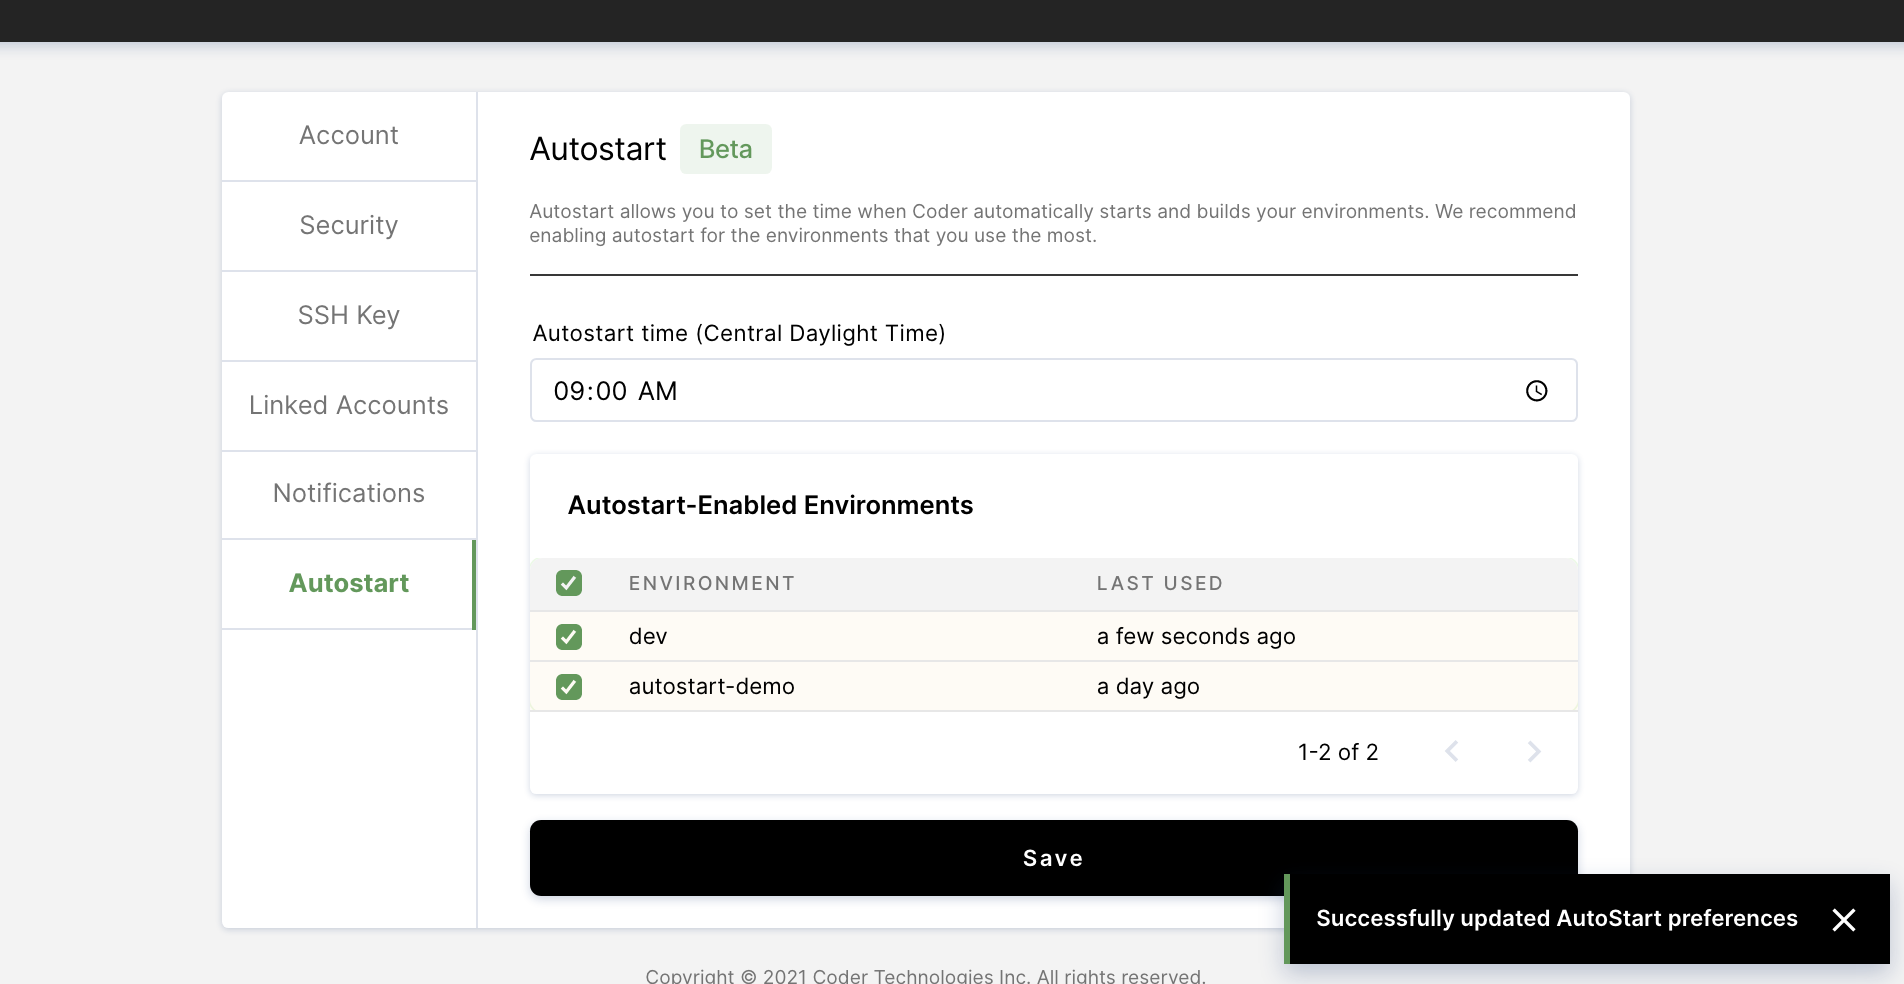 Account
Security
SSH Key
Linked Accounts
Notifications
Autostart
Autostart Beta
Autostart allows you to set the time when Coder automatically starts and builds your environments. We recommend
enabling autostart for the environments that you use the most.
Autostart time (Central Daylight Time)
09:00 AM
Autostart-Enabled Environments
ENVIRONMENT LAST USED
dev a few seconds ago
autostart-demo a day ago
1-2 of 2
Save
Successfully updated AutoStart preferences
Copyright © 2021 Coder Technologies Inc. All rights reserved.